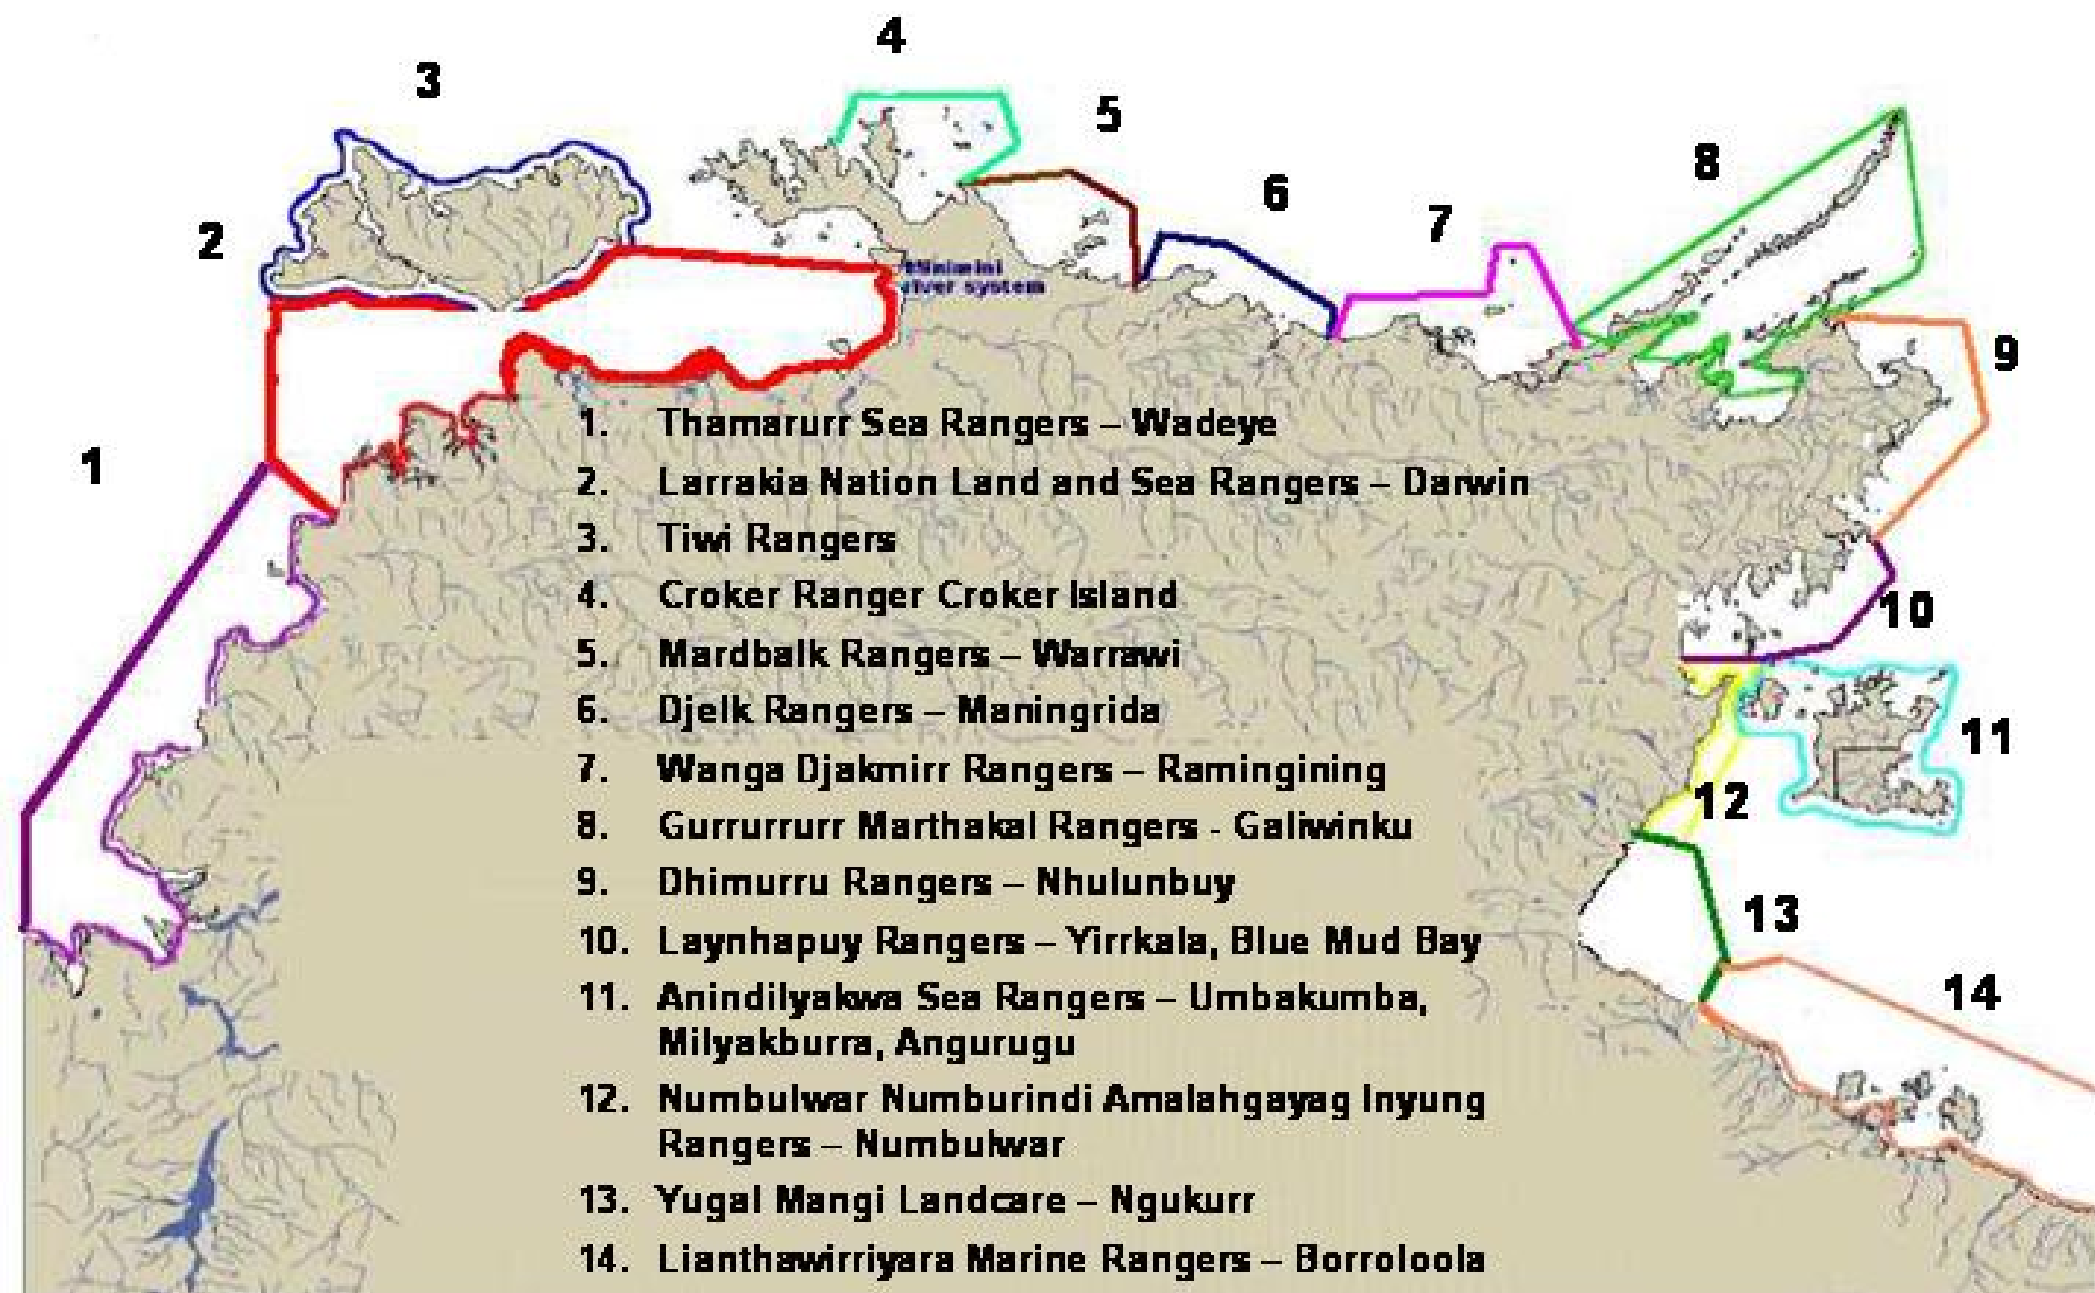 4
3
5
8
6
7
2
9
Minimini
river system
1
1. Thamarurr Sea Rangers – Wadeye
2. Larrakia Nation Land and Sea Rangers – Darwin
3. Tiwi Rangers
4. Croker Ranger Croker Island
5. Mardbalk Rangers – Warrawi
6. Djelk Rangers – Maningrida
7. Wanga Djakmirr Rangers – Ramingining
8. Gurrurrurr Marthakal Rangers - Galiwinku
9. Dhimurru Rangers – Nhulunbuy
10. Laynhapuy Rangers – Yirrkala, Blue Mud Bay
11. Anindilyakwa Sea Rangers – Umbakumba,
Milyakburra, Angurugu
12. Numbulwar Numburindi Amalahgayag Inyung
Rangers – Numbulwar
13. Yugal Mangi Landcare – Ngukurr
14. Lianthawirriyara Marine Rangers – Borroloola
10
11
12
13
14